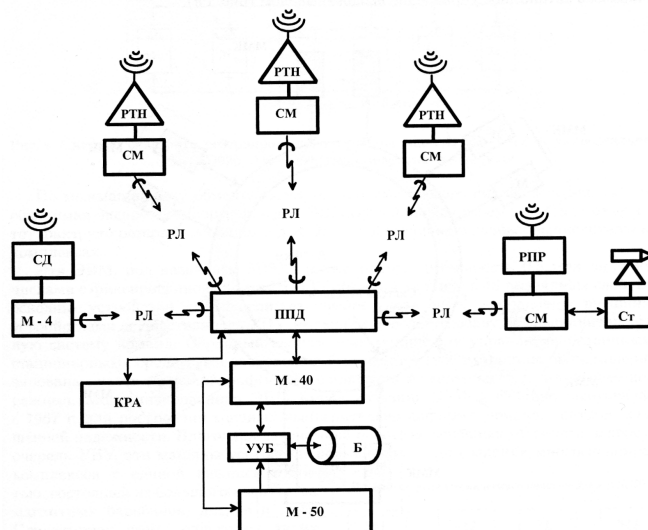 РТН
РТН
РТН
СМ
СМ
СМ
РЛ
РЛ
РЛ
СД
РПР
М - 4
РЛ
ППД
РЛ
СМ
Ст
КРА
М - 40
УУБ
Б
М - 50